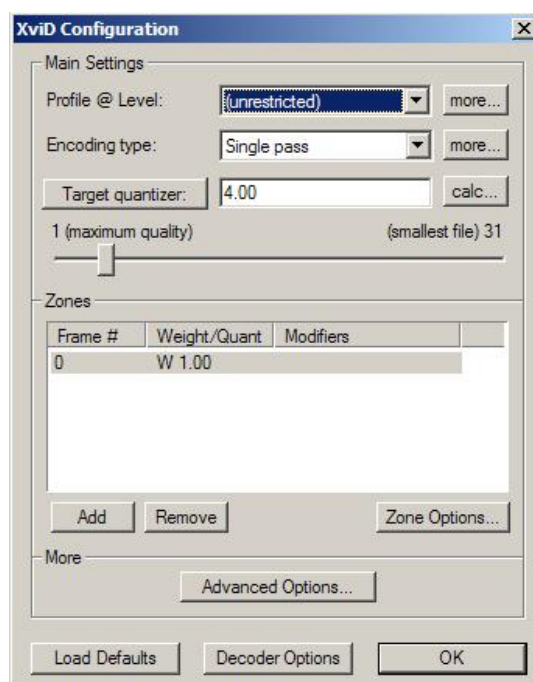 XviD Configuration
Main Settings
Profile @ Level: (unrestricted) more...
Encoding type: Single pass more...
Target quantizer: 4.00 calc...
1 (maximum quality) (smallest file) 31
Zones
Frame # Weight/Quant Modifiers
0 W 1.00
Add Remove Zone Options...
More
Advanced Options...
Load Defaults Decoder Options OK